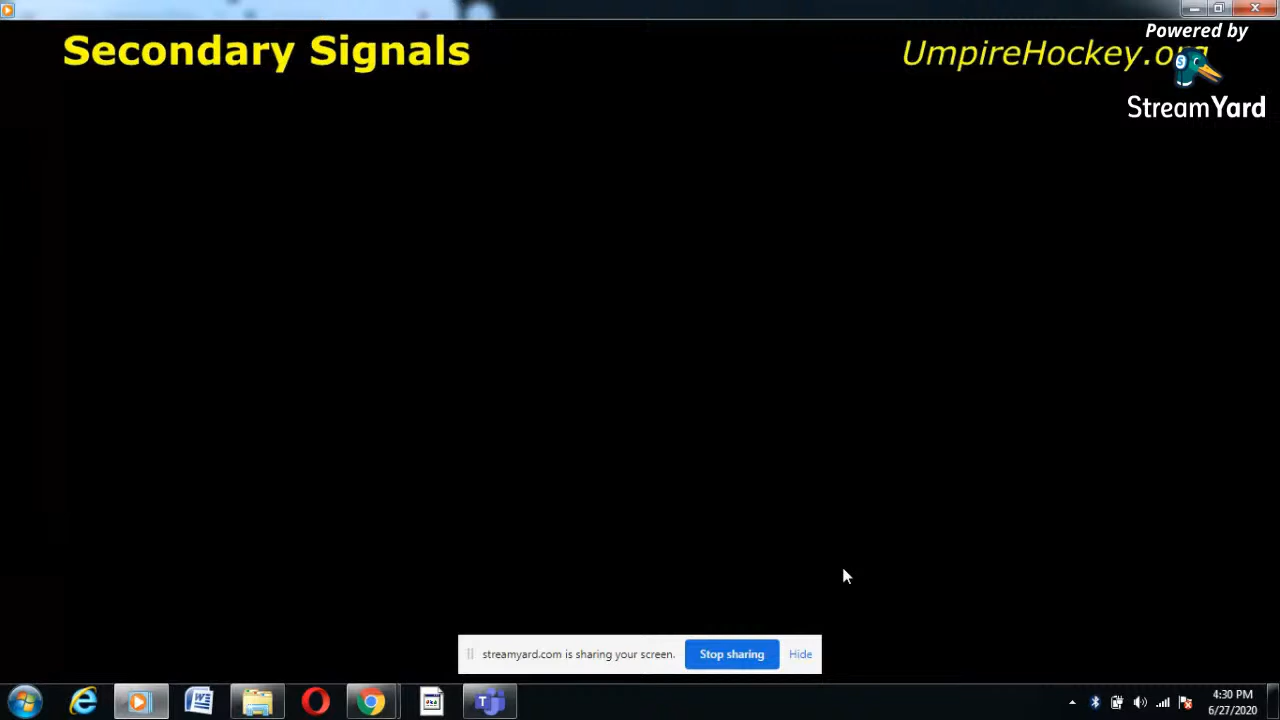 Secondary Signals
UmpireHockey.org
Powered by
StreamYard
streamyard.com is sharing your screen.
Stop sharing
Hide
4:30 PM
6/27/2020